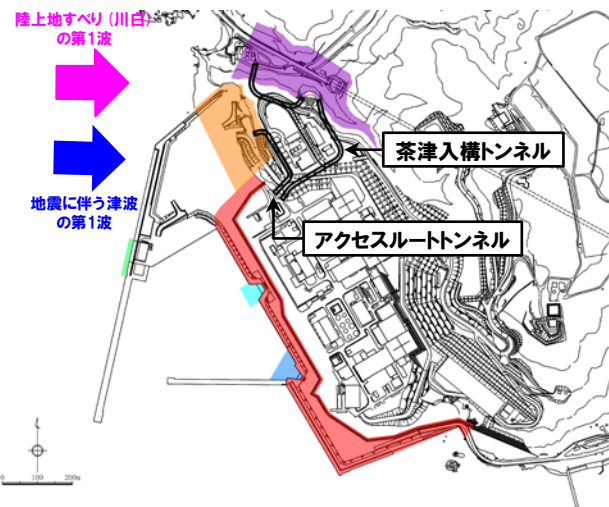 陸上地すべり(川白)
の第1波
地震に伴う津波
の第1波
茶津入構トンネル
アクセスルートトンネル
0 100 200m